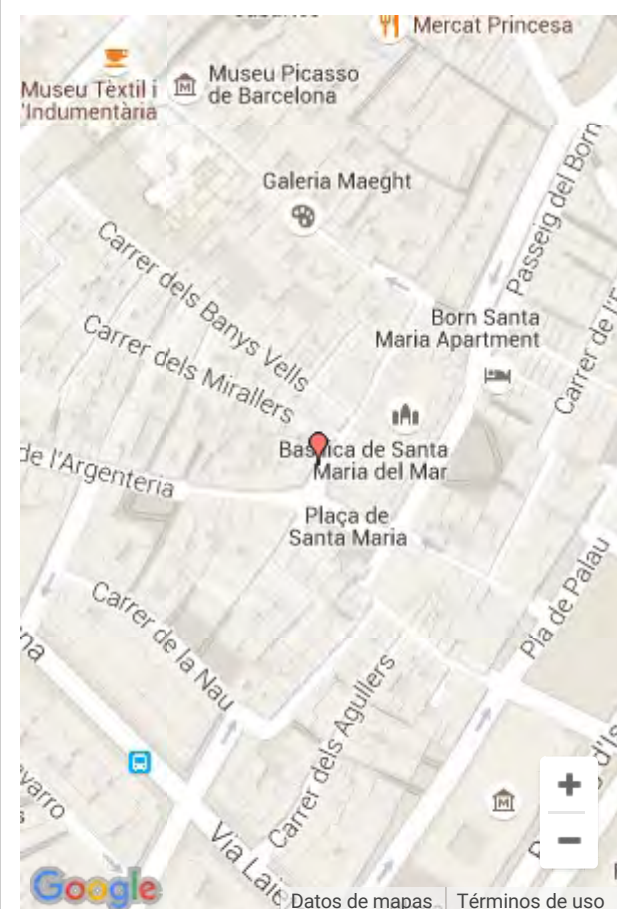 Mercat Princesa
Museu Tèxtil i
'Indumentària
Museu Picasso
de Barcelona
Passeig del Born
Galeria Maeght
Carrer dels Banys Vells
Born Santa
Maria Apartment
Carrer dels Mirallers
Carrer de l'
Basílica de Santa
Maria del Mar
de l'Argenteria
Plaça de
Santa Maria
Pla de Palau
Carrer de la Nau
na
Carrer dels Agullers
d'Is
avarro
Via Laie
+
−
Google
Datos de mapas
Términos de uso